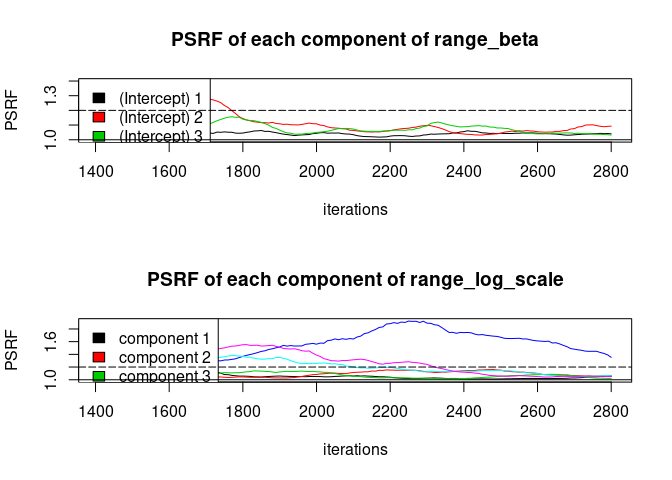 PSRF of each component of range_beta
PSRF
1.0 1.3
(Intercept) 1
(Intercept) 2
(Intercept) 3
1400 1600 1800 2000 2200 2400 2600 2800
iterations
PSRF of each component of range_log_scale
PSRF
1.0 1.6
component 1
component 2
component 3
1400 1600 1800 2000 2200 2400 2600 2800
iterations